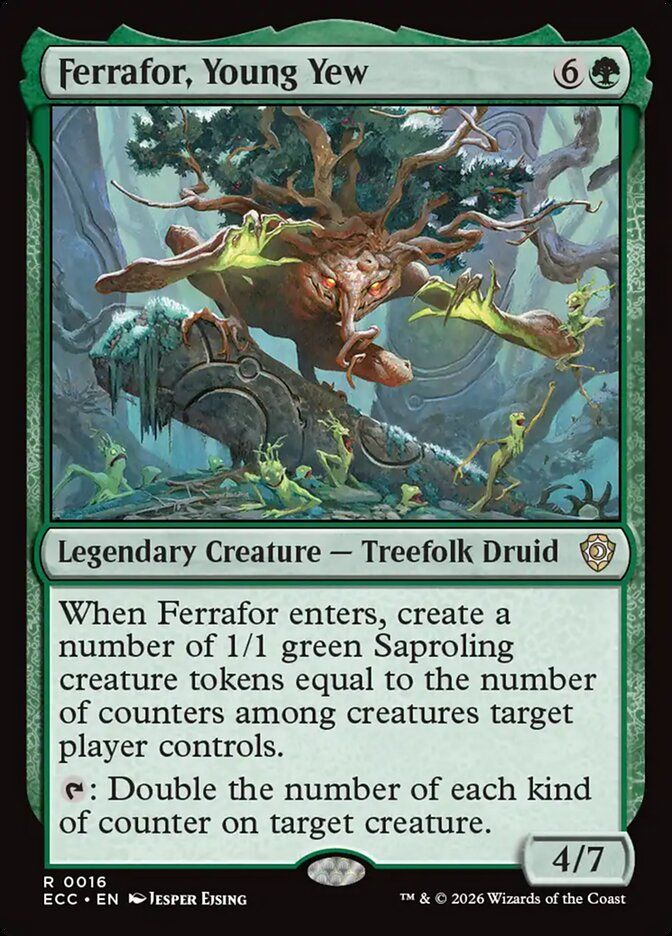 Ferrafor, Young Yew 6
Legendary Creature — Treefolk Druid
When Ferrafor enters, create a
number of 1/1 green Saproling
creature tokens equal to the number
of counters among creatures target
player controls.
: Double the number of each kind
of counter on target creature.
4/7
R 0016
ECC • EN Jesper Ejsing
™ & © 2026 Wizards of the Coast